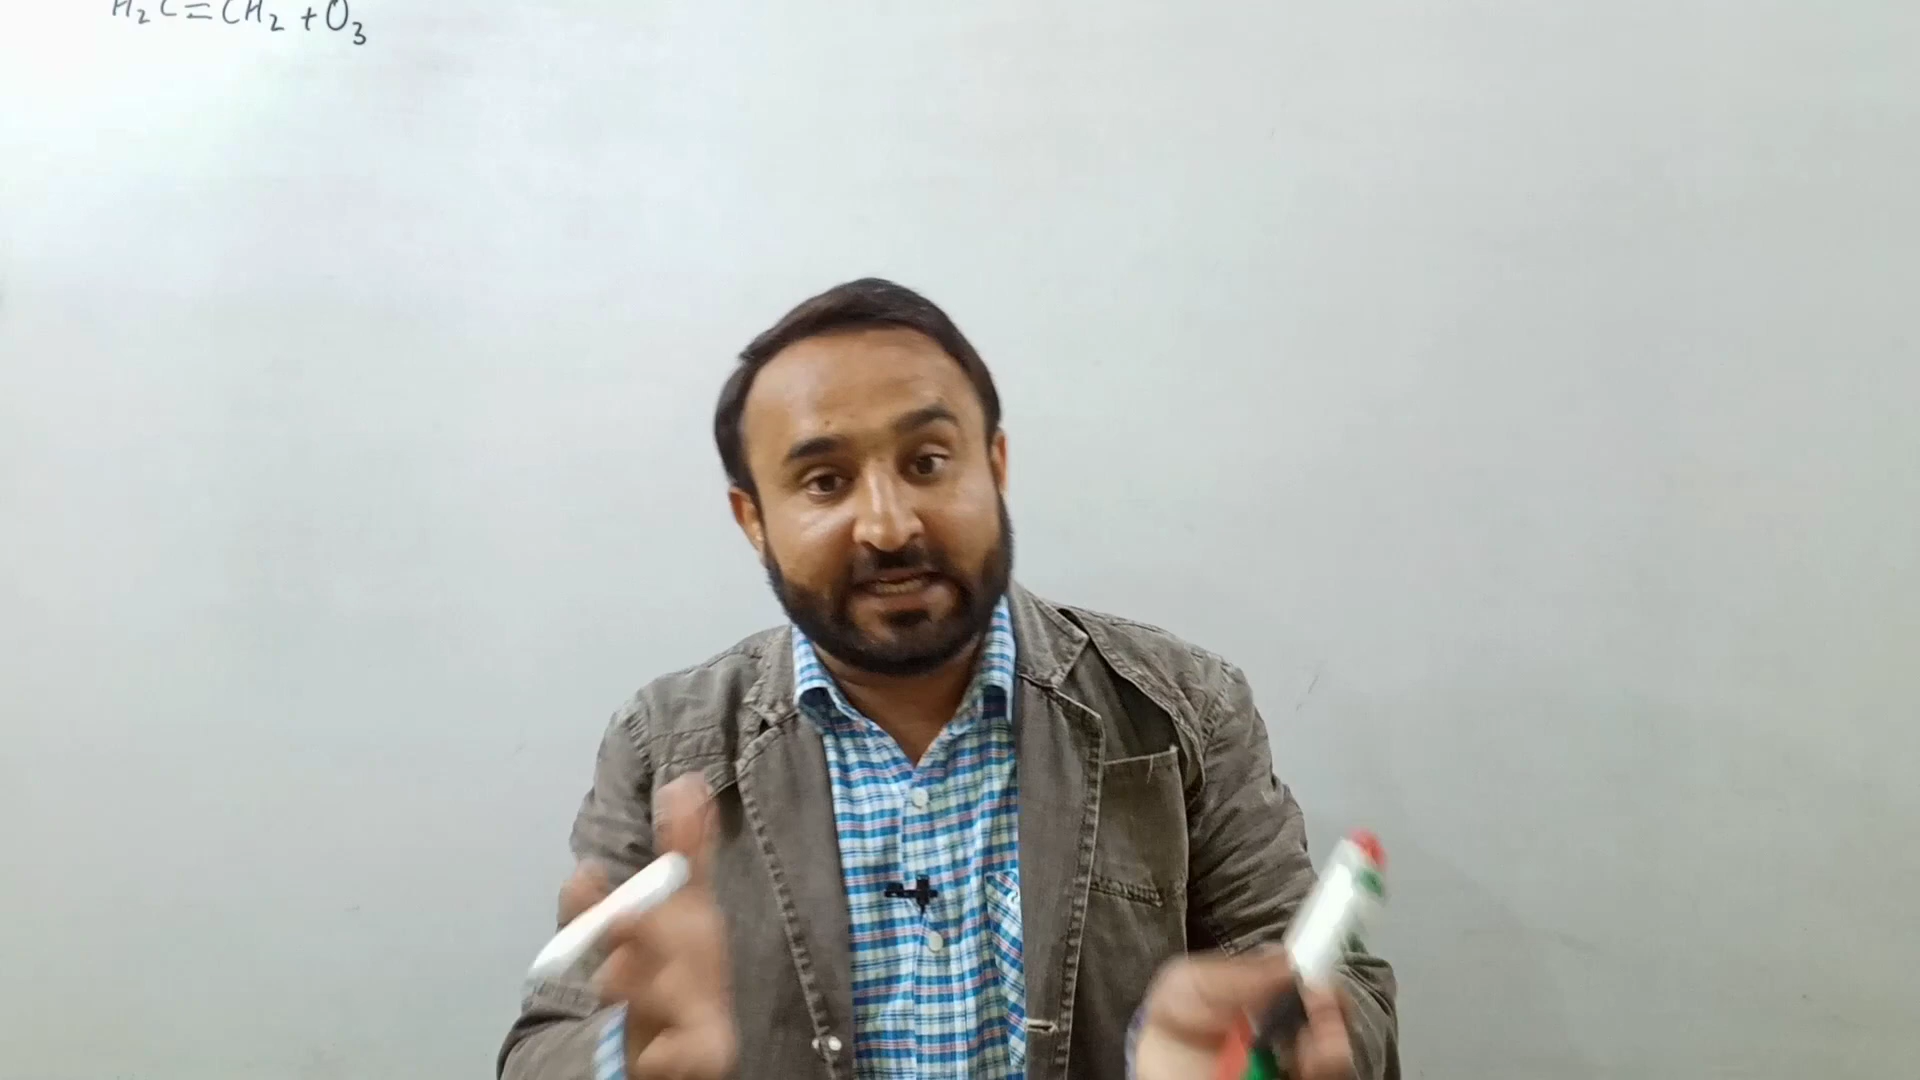 H₂C=CH₂ + O₃